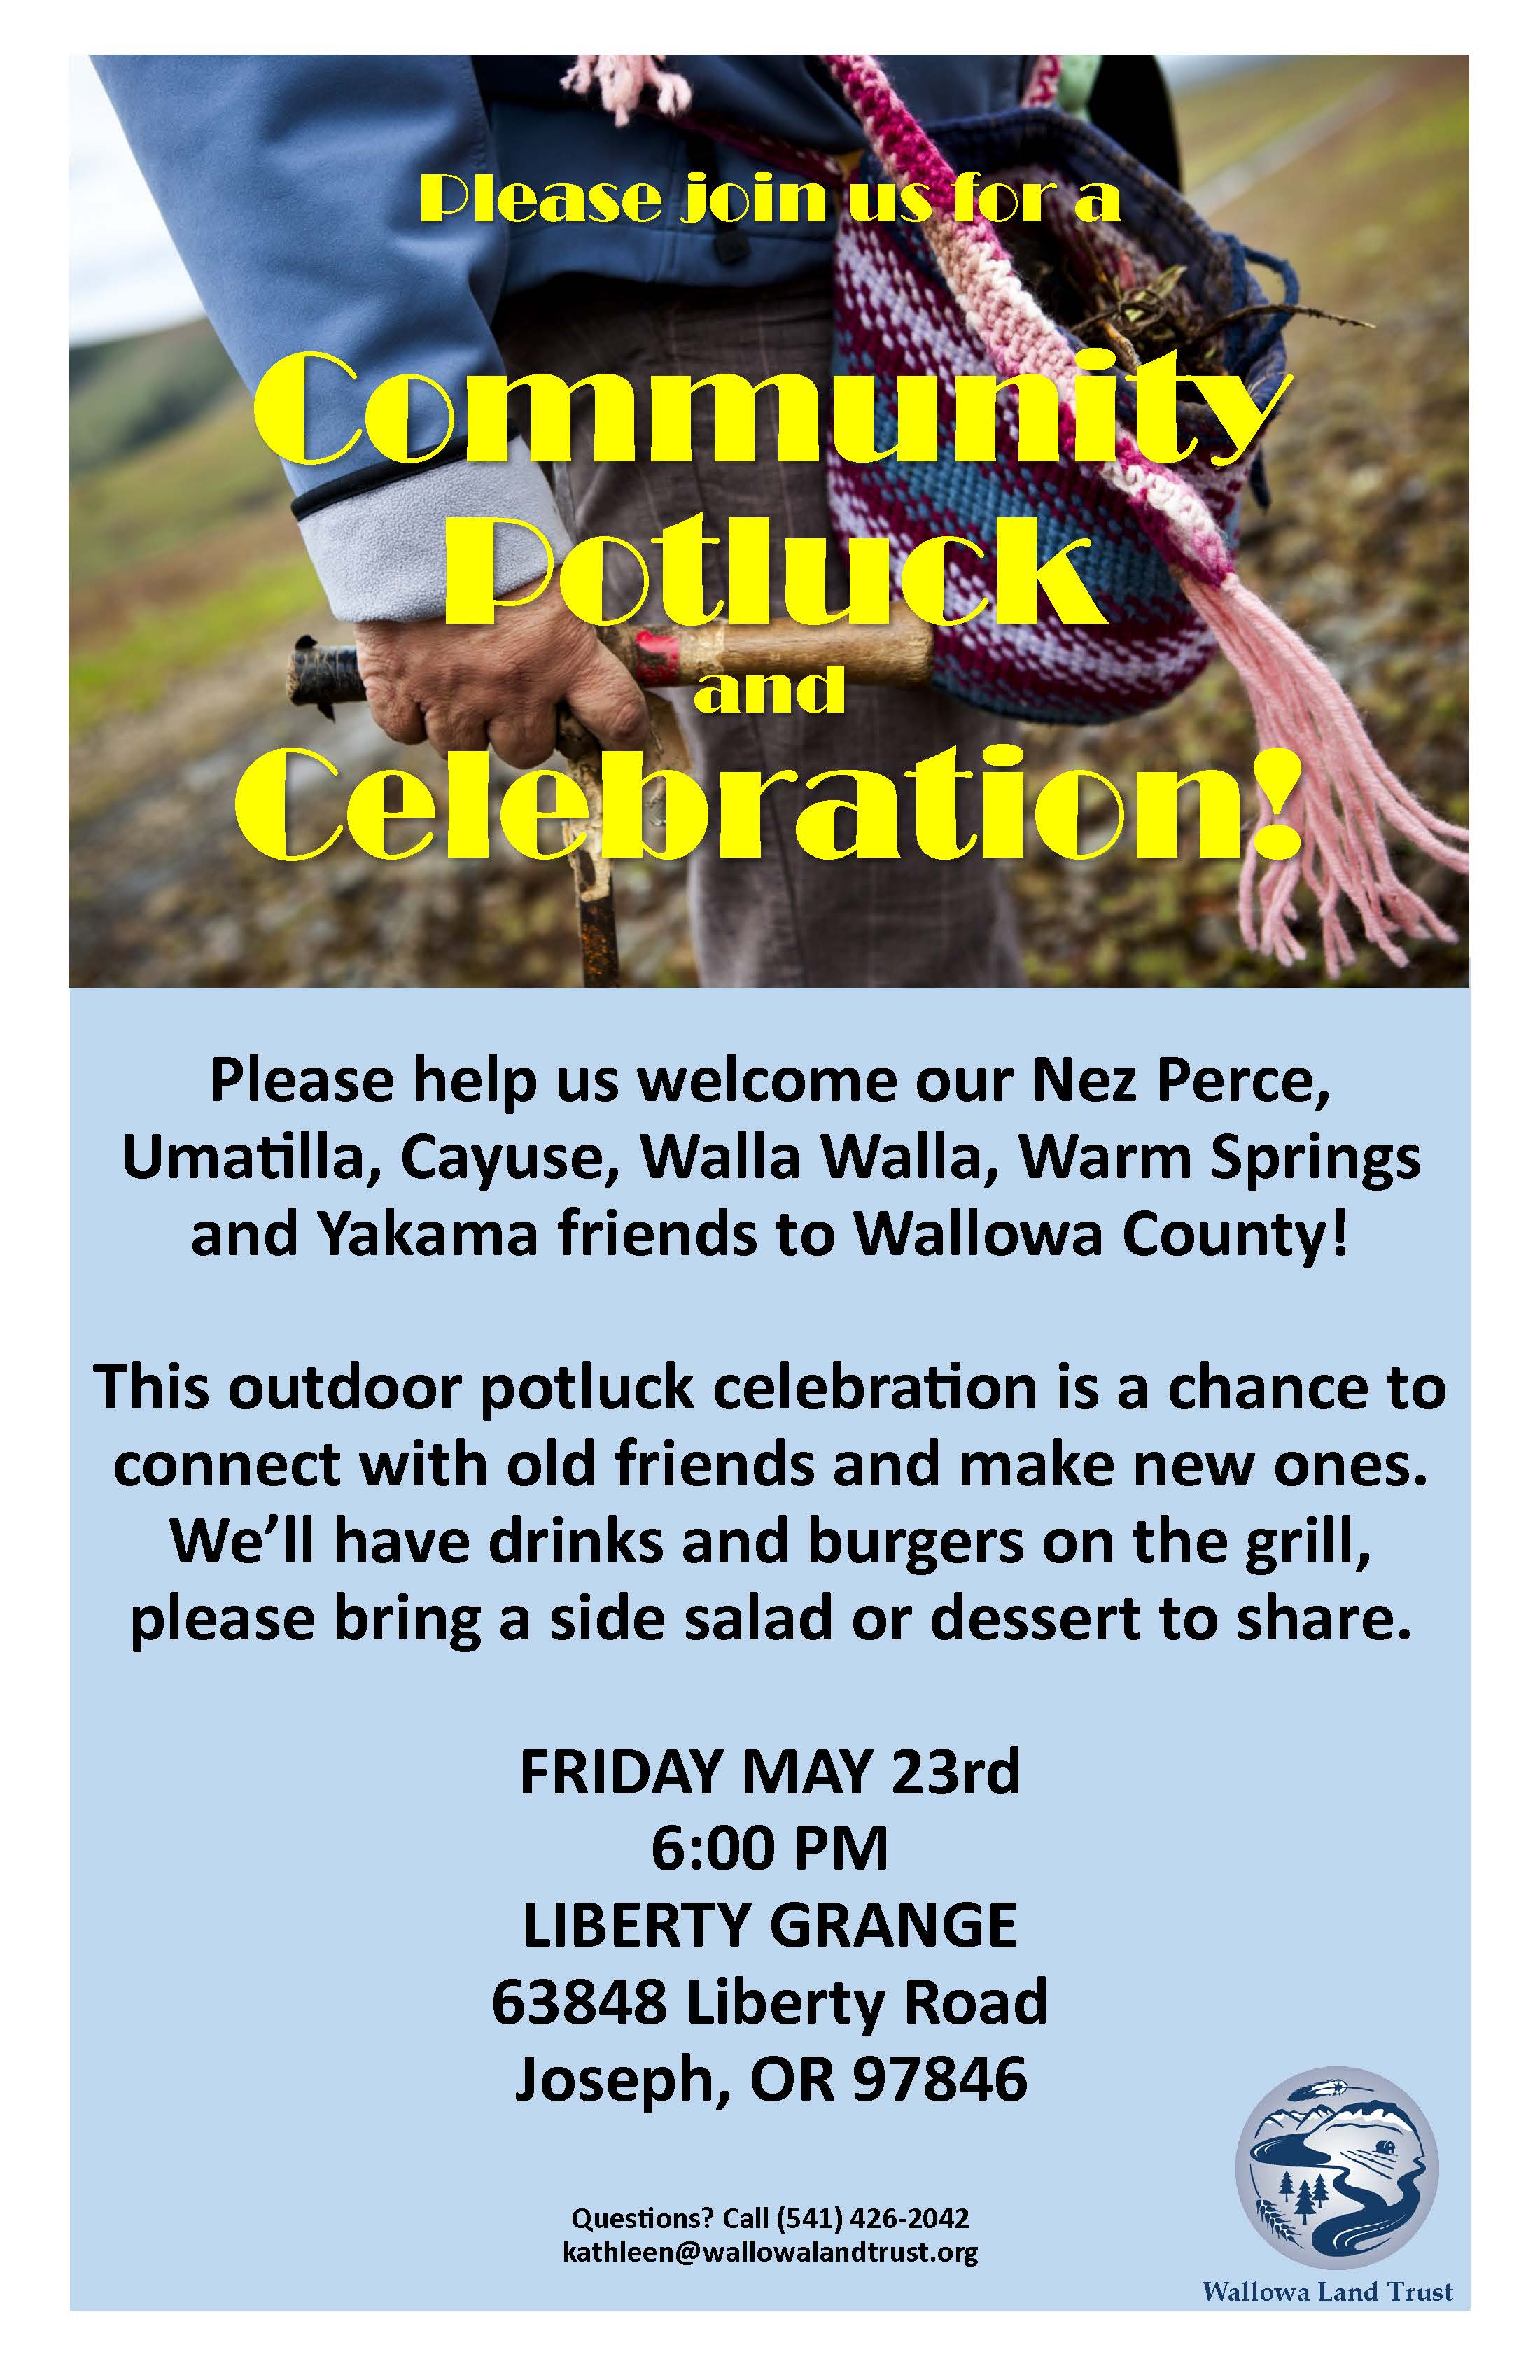 Please join us for a
Community
Potluck
and
Celebration!
Please help us welcome our Nez Perce,
Umatilla, Cayuse, Walla Walla, Warm Springs
and Yakama friends to Wallowa County!
This outdoor potluck celebration is a chance to
connect with old friends and make new ones.
We’ll have drinks and burgers on the grill,
please bring a side salad or dessert to share.
FRIDAY MAY 23rd
6:00 PM
LIBERTY GRANGE
63848 Liberty Road
Joseph, OR 97846
Questions? Call (541) 426-2042
kathleen@wallowalandtrust.org
Wallowa Land Trust